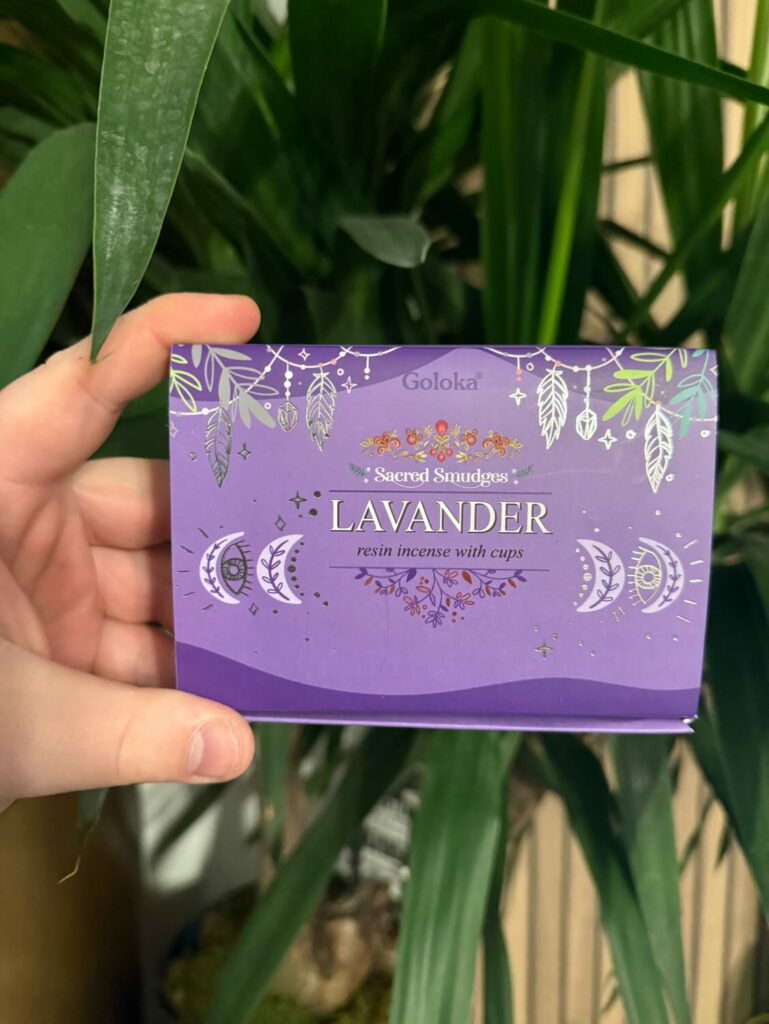 Goloka®
Sacred Smudges
LAVANDER
resin incense with cups